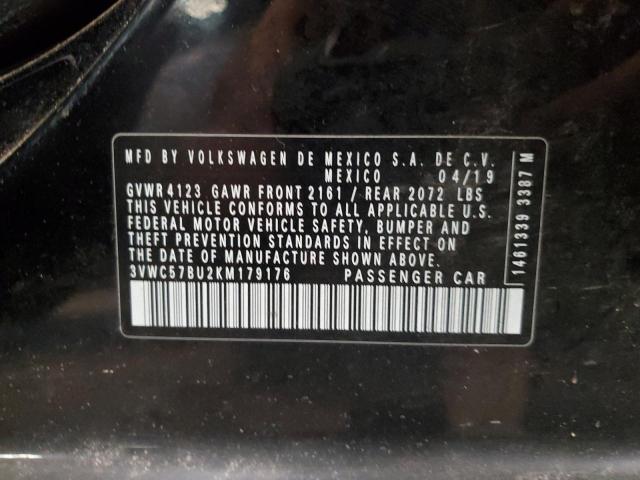 MFD BY VOLKSWAGEN DE MEXICO S.A. DE C.V.
MEXICO 04/19
GVWR 4123 GAWR FRONT 2161 / REAR 2072 LBS
THIS VEHICLE CONFORMS TO ALL APPLICABLE U.S.
FEDERAL MOTOR VEHICLE SAFETY, BUMPER AND
THEFT PREVENTION STANDARDS IN EFFECT ON
THE DATE OF MANUFACTURE SHOWN ABOVE.
3VWC57BU2KM179176 PASSENGER CAR
1461339 3387 M